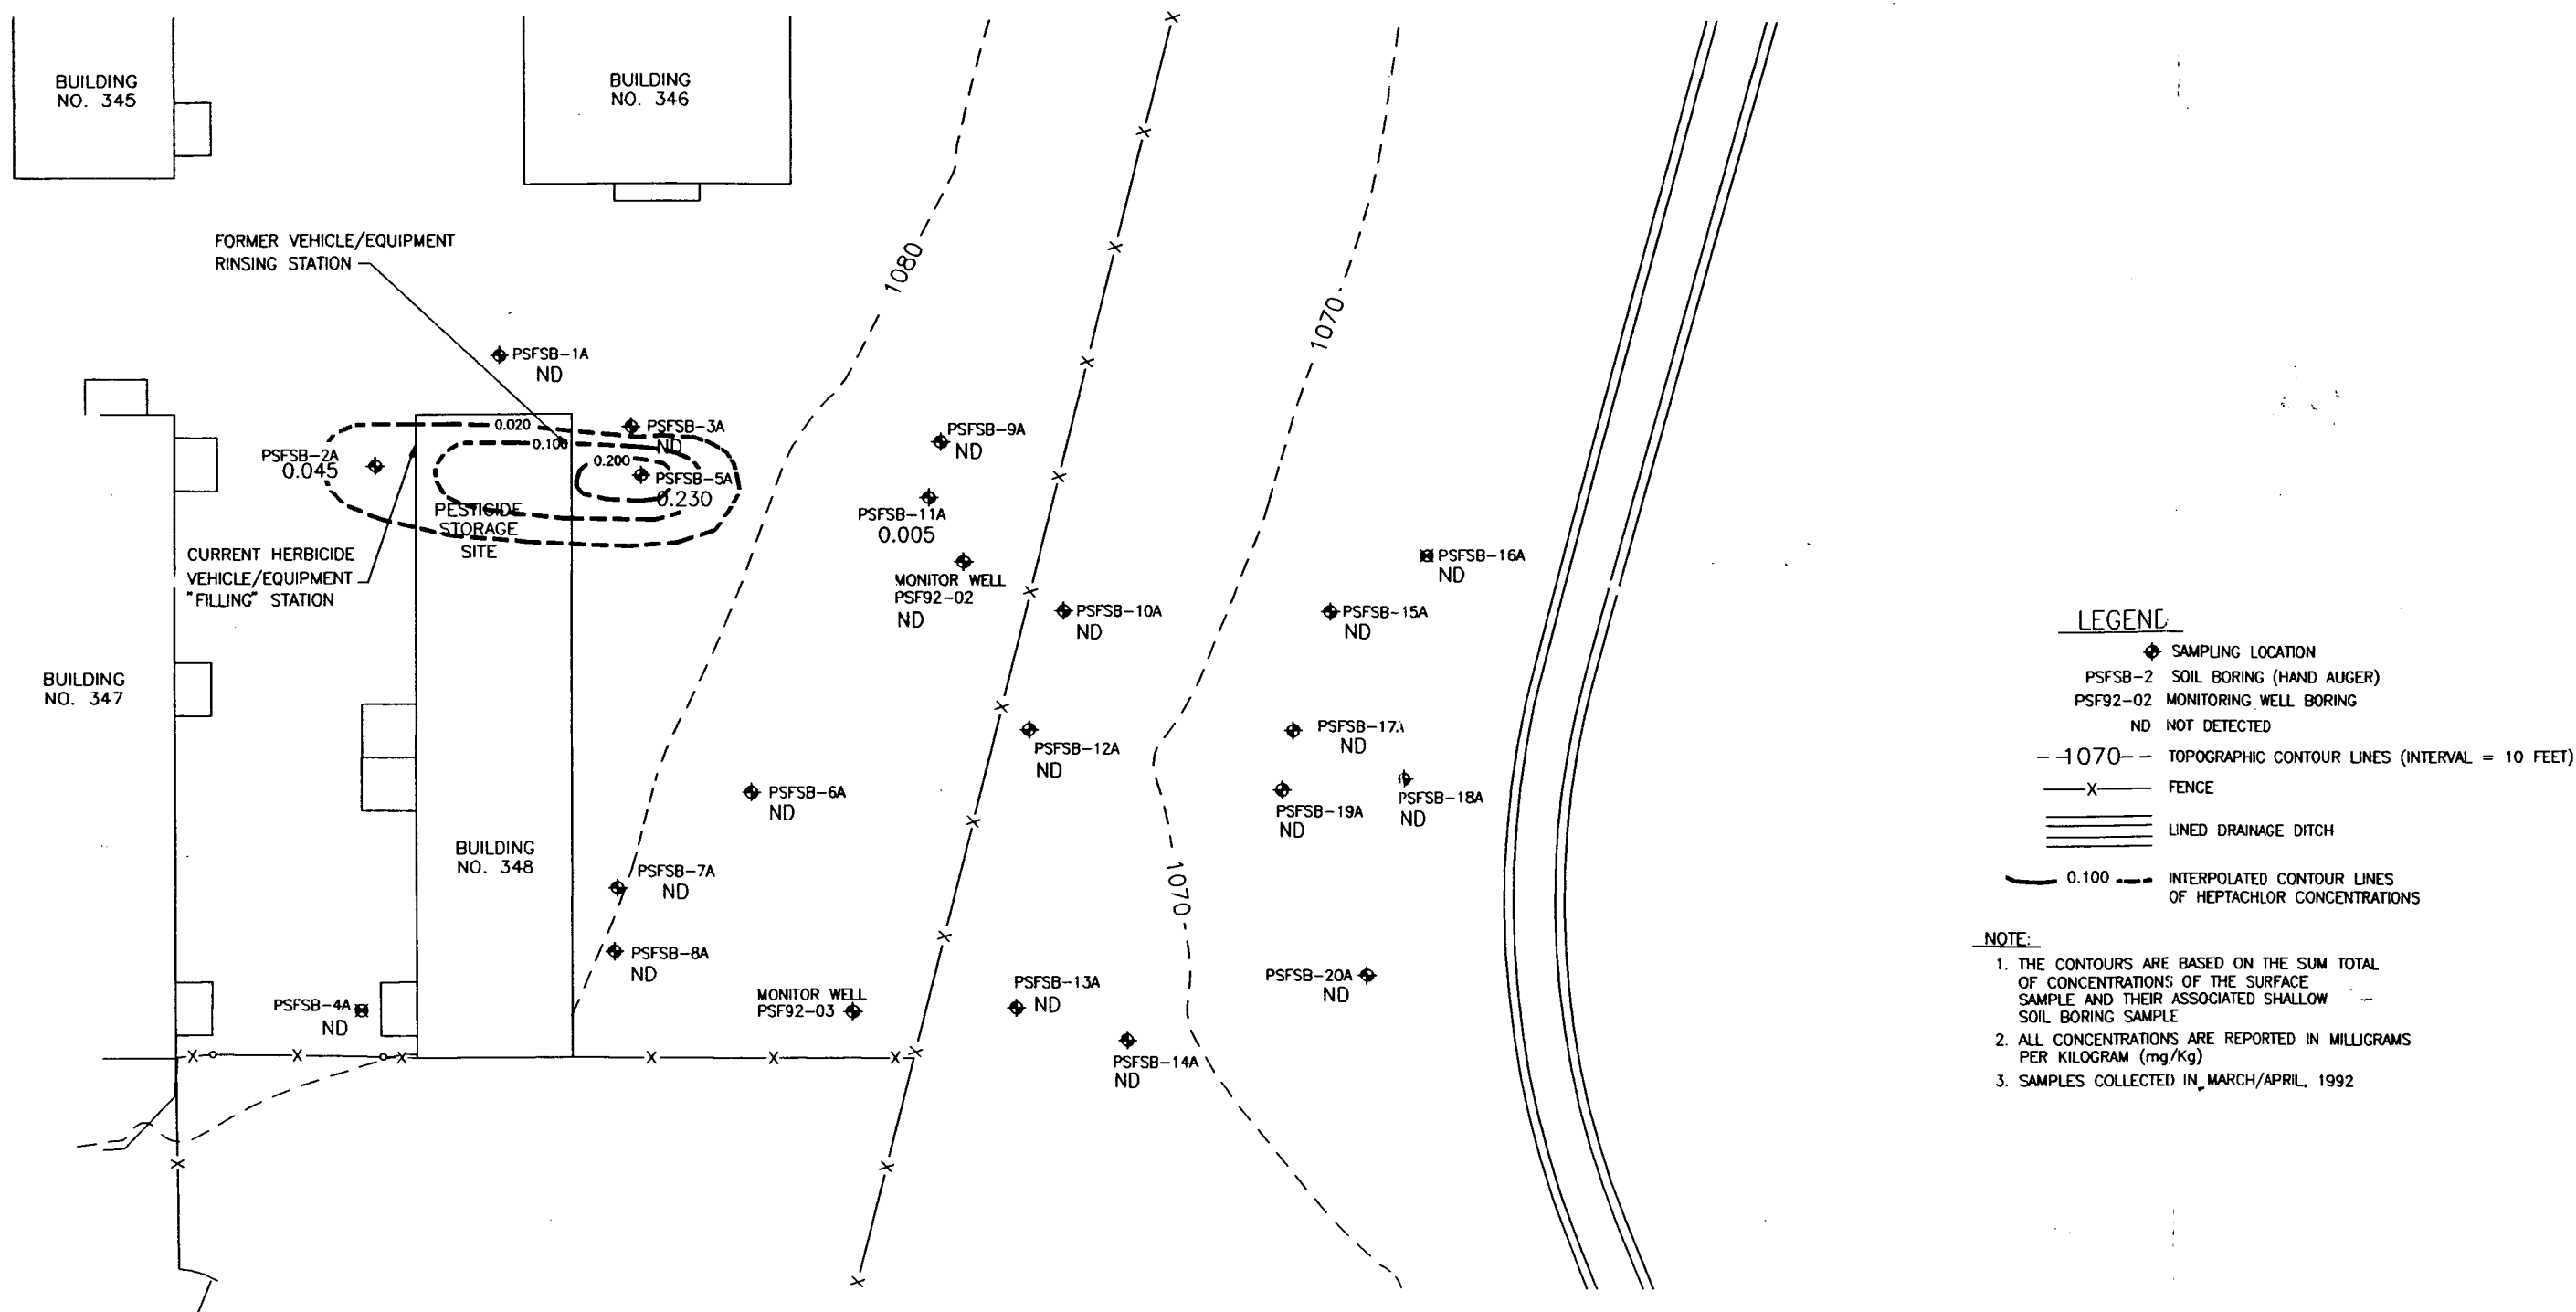 BUILDING
NO. 345
BUILDING
NO. 346
FORMER VEHICLE/EQUIPMENT
RINSING STATION
1080
1070
PSFSB-1A
ND
0.020
PSFSB-3A
ND
0.100
0.200
PSFSB-2A
0.045
PSFSB-5A
0.230
PESTICIDE
STORAGE
SITE
CURRENT HERBICIDE
VEHICLE/EQUIPMENT
"FILLING" STATION
PSFSB-9A
ND
PSFSB-11A
0.005
MONITOR WELL
PSF92-02
ND
PSFSB-10A
ND
PSFSB-16A
ND
PSFSB-15A
ND
BUILDING
NO. 347
PSFSB-12A
ND
PSFSB-17A
ND
PSFSB-6A
ND
PSFSB-19A
ND
PSFSB-18A
ND
BUILDING
NO. 348
PSFSB-7A
ND
1070
PSFSB-8A
ND
PSFSB-4A
ND
MONITOR WELL
PSF92-03
PSFSB-13A
ND
PSFSB-20A
ND
PSFSB-14A
ND
X X X X X X X X X X X X
X X X X X X
X
LEGEND
SAMPLING LOCATION
PSFSB-2 SOIL BORING (HAND AUGER)
PSF92-02 MONITORING WELL BORING
ND NOT DETECTED
1070 TOPOGRAPHIC CONTOUR LINES (INTERVAL = 10 FEET)
X FENCE
LINED DRAINAGE DITCH
0.100 INTERPOLATED CONTOUR LINES
OF HEPTACHLOR CONCENTRATIONS
NOTE:
1. THE CONTOURS ARE BASED ON THE SUM TOTAL
OF CONCENTRATIONS OF THE SURFACE
SAMPLE AND THEIR ASSOCIATED SHALLOW
SOIL BORING SAMPLE
2. ALL CONCENTRATIONS ARE REPORTED IN MILLIGRAMS
PER KILOGRAM (mg/Kg)
3. SAMPLES COLLECTED IN MARCH/APRIL, 1992